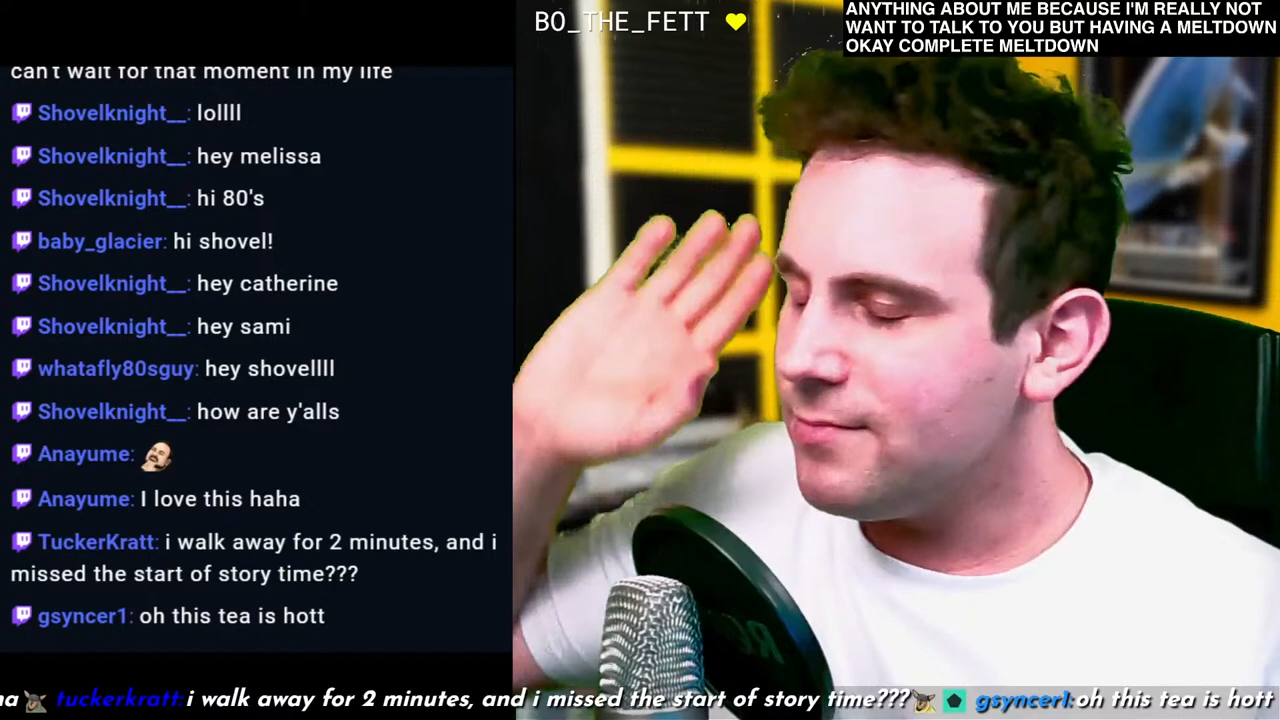 can't wait for that moment in my life
Shovelknight__: lollll
Shovelknight__: hey melissa
Shovelknight__: hi 80's
baby_glacier: hi shovel!
Shovelknight__: hey catherine
Shovelknight__: hey sami
whatafly80sguy: hey shovellll
Shovelknight__: how are y'alls
Anayume:
Anayume: I love this haha
TuckerKratt: i walk away for 2 minutes, and i
missed the start of story time???
gsyncer1: oh this tea is hott
BO_THE_FETT
ANYTHING ABOUT ME BECAUSE I'M REALLY NOT
WANT TO TALK TO YOU BUT HAVING A MELTDOWN
OKAY COMPLETE MELTDOWN
na tuckerkratt: i walk away for 2 minutes, and i missed the start of story time??? gsyncer1: oh this tea is hott